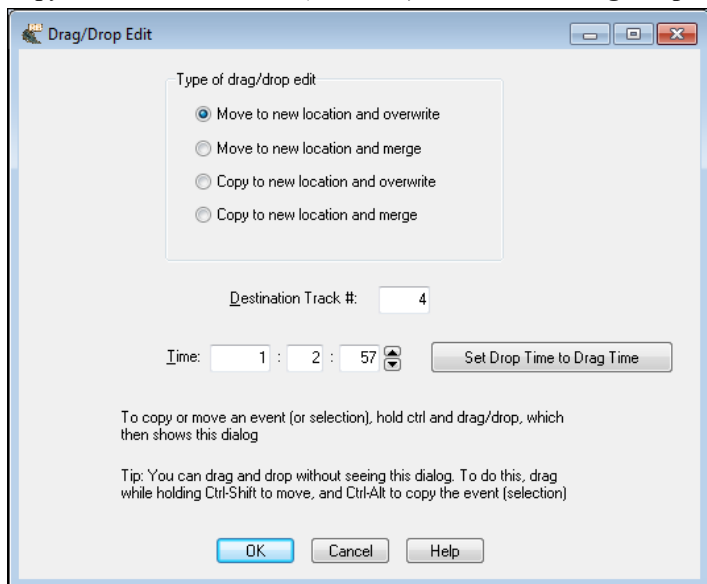 Drag/Drop Edit
Type of drag/drop edit
Move to new location and overwrite
Move to new location and merge
Copy to new location and overwrite
Copy to new location and merge
Destination Track #: 4
Time: 1 : 2 : 57 Set Drop Time to Drag Time
To copy or move an event (or selection), hold ctrl and drag/drop, which
then shows this dialog
Tip: You can drag and drop without seeing this dialog. To do this, drag
while holding Ctrl-Shift to move, and Ctrl-Alt to copy the event (selection)
OK Cancel Help